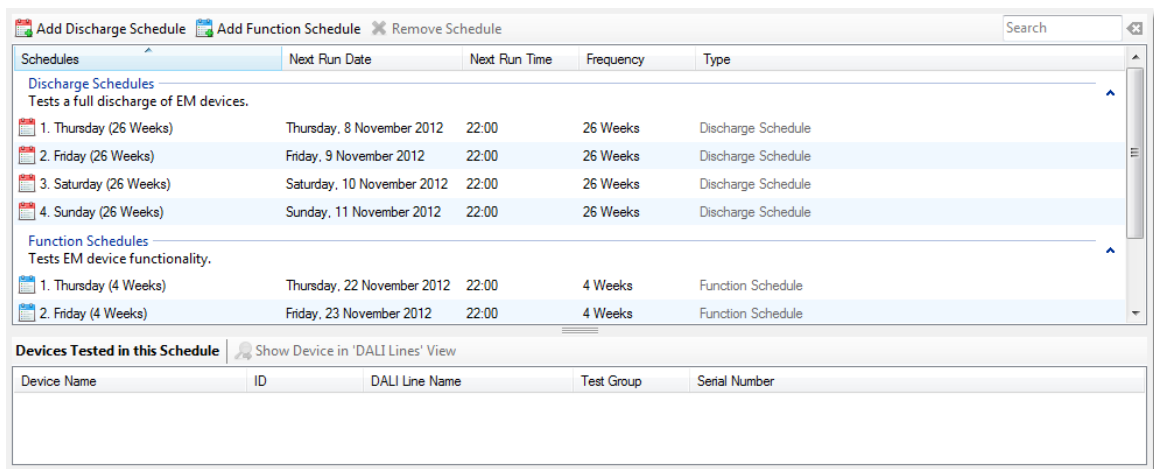 Add Discharge Schedule Add Function Schedule Remove Schedule Search
Schedules Next Run Date Next Run Time Frequency Type
Discharge Schedules
Tests a full discharge of EM devices.
1. Thursday (26 Weeks) Thursday, 8 November 2012 22:00 26 Weeks Discharge Schedule
2. Friday (26 Weeks) Friday, 9 November 2012 22:00 26 Weeks Discharge Schedule
3. Saturday (26 Weeks) Saturday, 10 November 2012 22:00 26 Weeks Discharge Schedule
4. Sunday (26 Weeks) Sunday, 11 November 2012 22:00 26 Weeks Discharge Schedule
Function Schedules
Tests EM device functionality.
1. Thursday (4 Weeks) Thursday, 22 November 2012 22:00 4 Weeks Function Schedule
2. Friday (4 Weeks) Friday, 23 November 2012 22:00 4 Weeks Function Schedule
Devices Tested in this Schedule Show Device in 'DALI Lines' View
Device Name ID DALI Line Name Test Group Serial Number